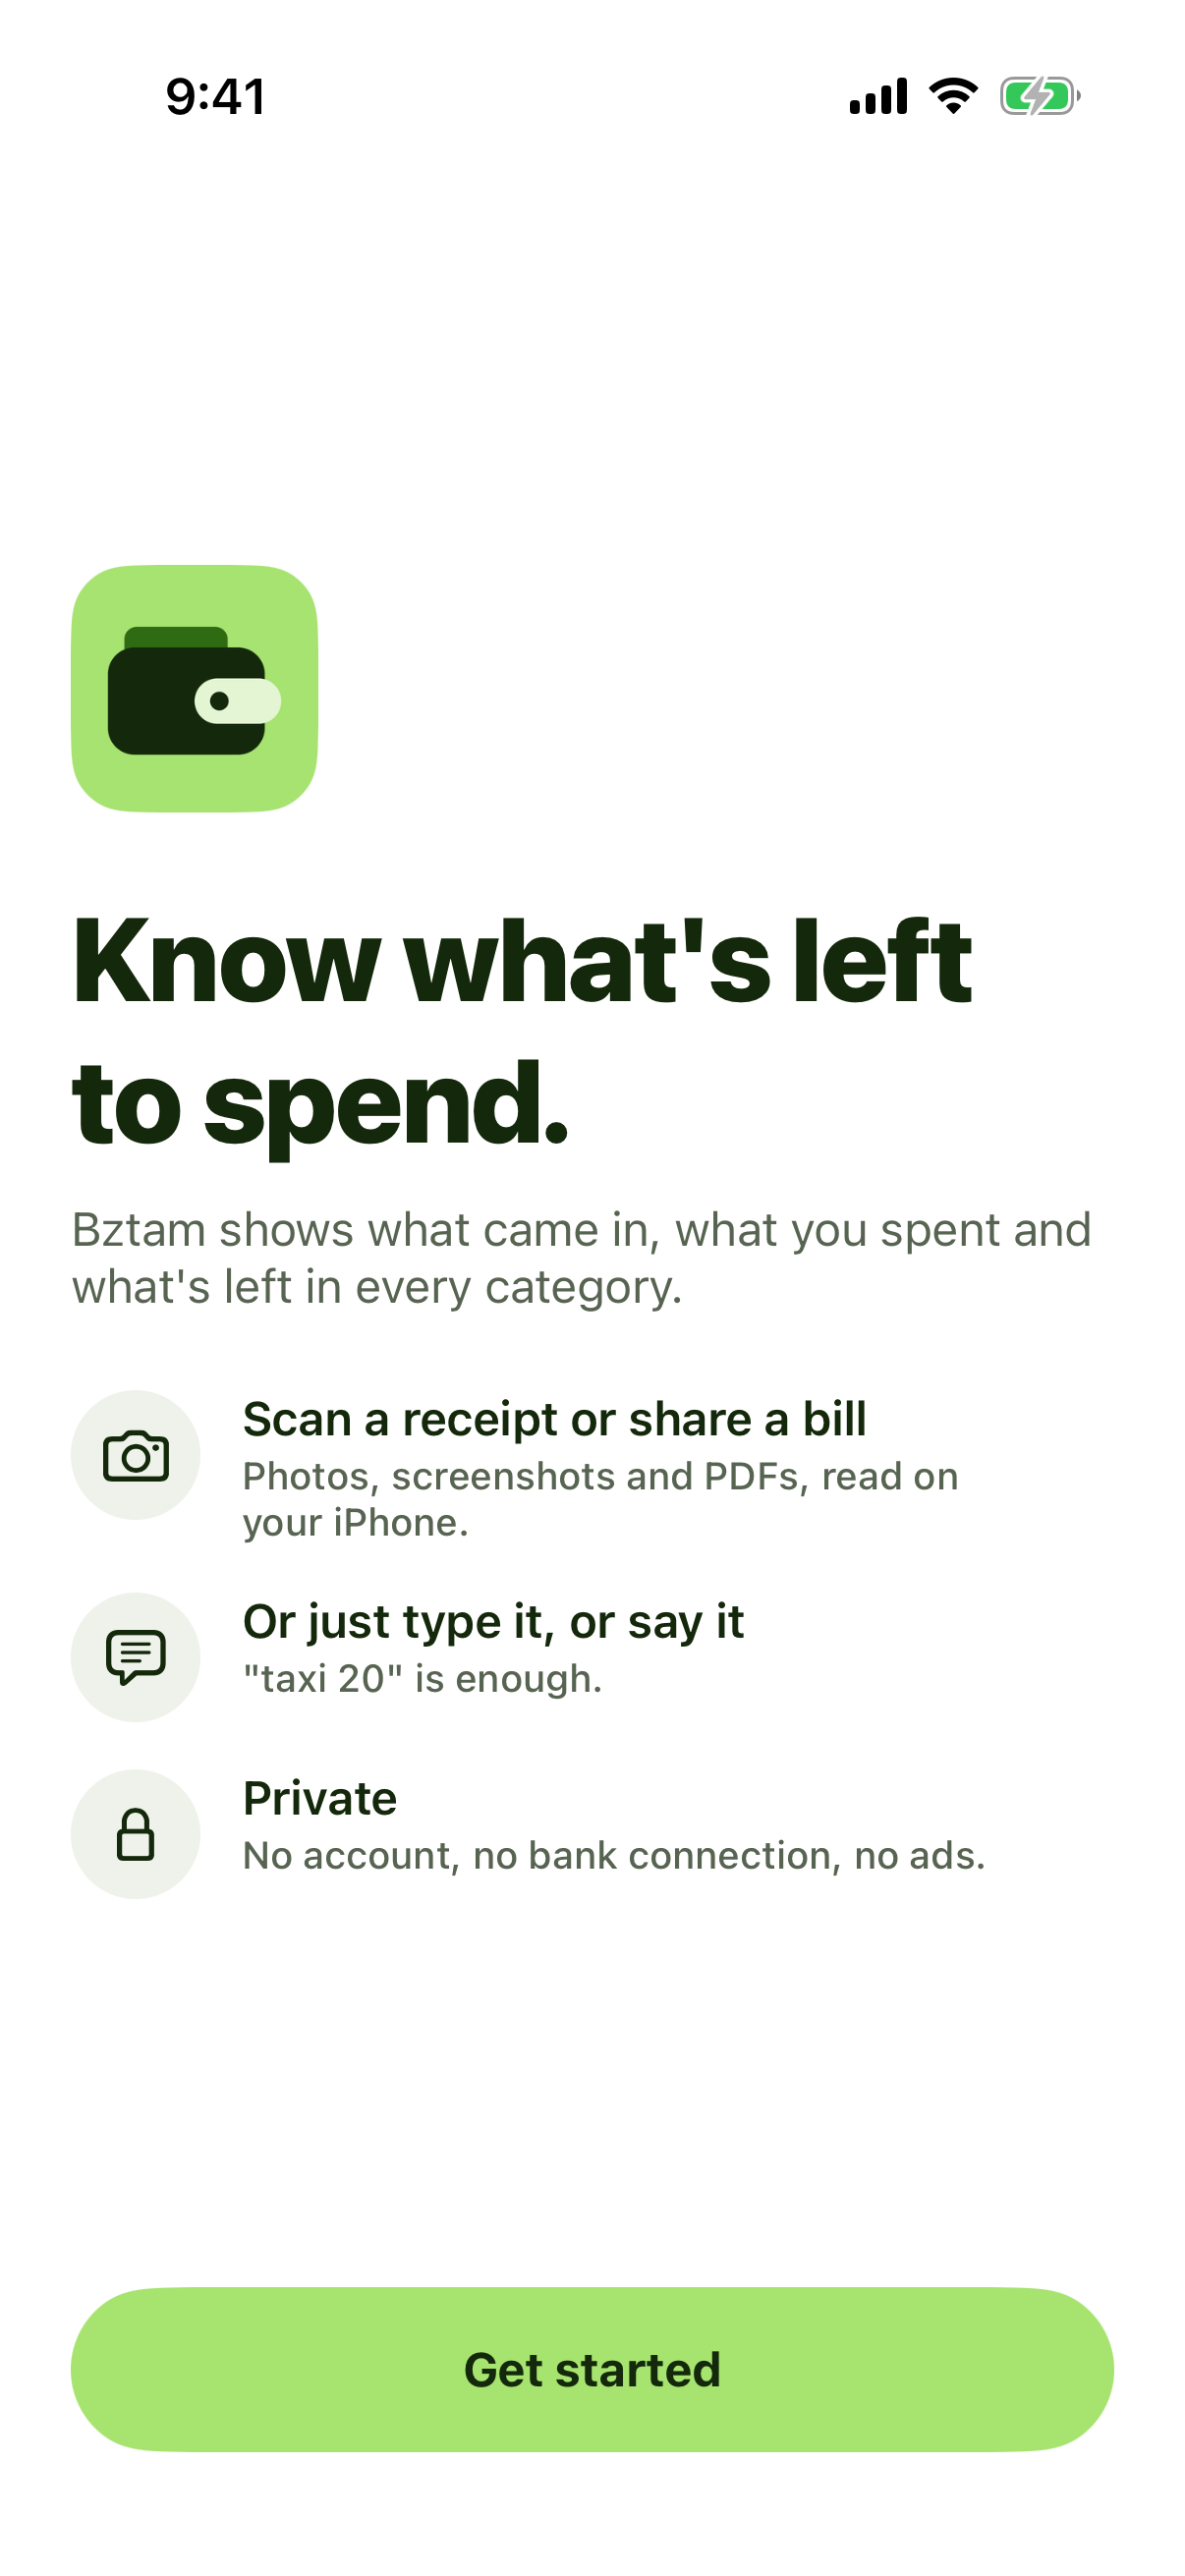 9:41
Know what's left
to spend.
Bztam shows what came in, what you spent and
what's left in every category.
Scan a receipt or share a bill
Photos, screenshots and PDFs, read on
your iPhone.
Or just type it, or say it
"taxi 20" is enough.
Private
No account, no bank connection, no ads.
Get started